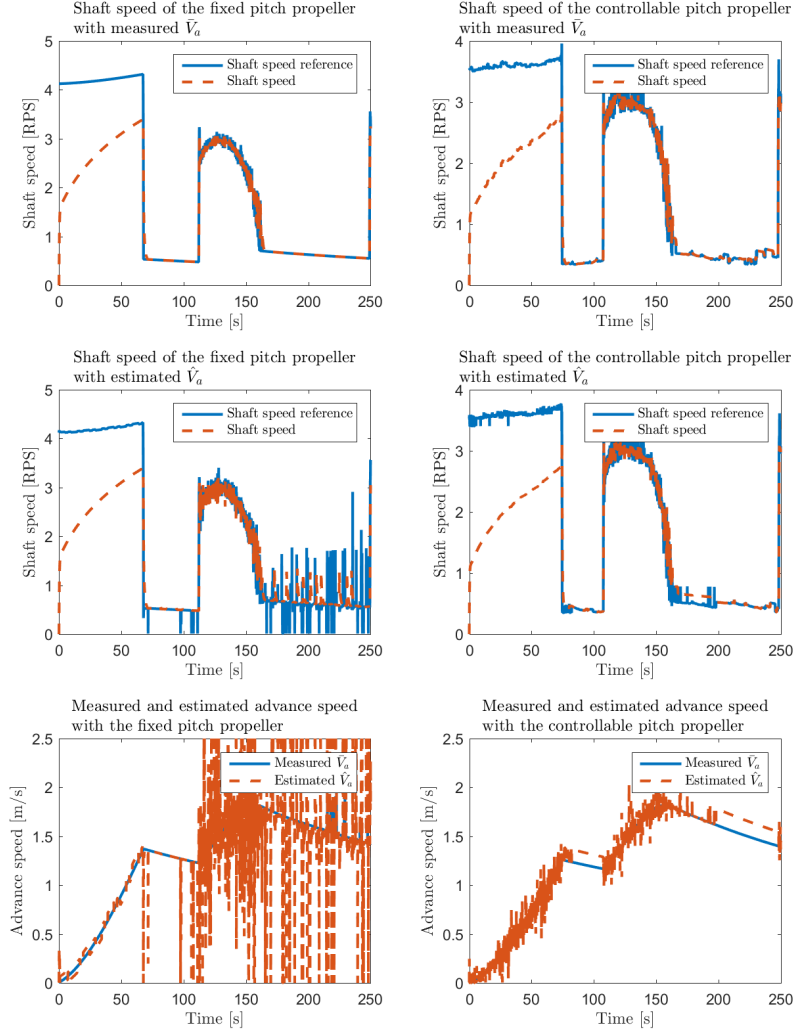 Shaft speed of the fixed pitch propeller
with measured V̄ₐ
Shaft speed [RPS]
5
4
3
2
1
0
Shaft speed reference
Shaft speed
0 50 100 150 200 250
Time [s]
Shaft speed of the controllable pitch propeller
with measured V̄ₐ
Shaft speed [RPS]
4
3
2
1
0
Shaft speed reference
Shaft speed
0 50 100 150 200 250
Time [s]
Shaft speed of the fixed pitch propeller
with estimated V̂ₐ
Shaft speed [RPS]
5
4
3
2
1
0
Shaft speed reference
Shaft speed
0 50 100 150 200 250
Time [s]
Shaft speed of the controllable pitch propeller
with estimated V̂ₐ
Shaft speed [RPS]
4
3
2
1
0
Shaft speed reference
Shaft speed
0 50 100 150 200 250
Time [s]
Measured and estimated advance speed
with the fixed pitch propeller
Advance speed [m/s]
2.5
2
1.5
1
0.5
0
Measured V̄ₐ
Estimated V̂ₐ
0 50 100 150 200 250
Time [s]
Measured and estimated advance speed
with the controllable pitch propeller
Advance speed [m/s]
2.5
2
1.5
1
0.5
0
Measured V̄ₐ
Estimated V̂ₐ
0 50 100 150 200 250
Time [s]